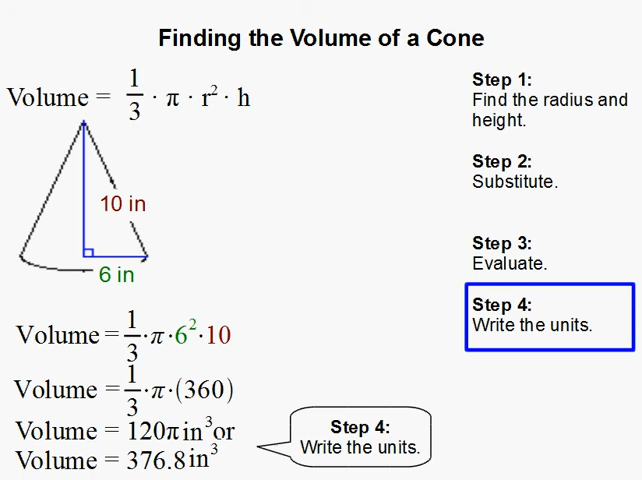 Finding the Volume of a Cone
Volume = 1/3 · π · r² · h
10 in
6 in
Volume = 1/3 · π · 6² · 10
Volume = 1/3 · π · (360)
Volume = 120π in³ or
Volume = 376.8 in³
Step 1:
Find the radius and
height.
Step 2:
Substitute.
Step 3:
Evaluate.
Step 4:
Write the units.
Step 4:
Write the units.